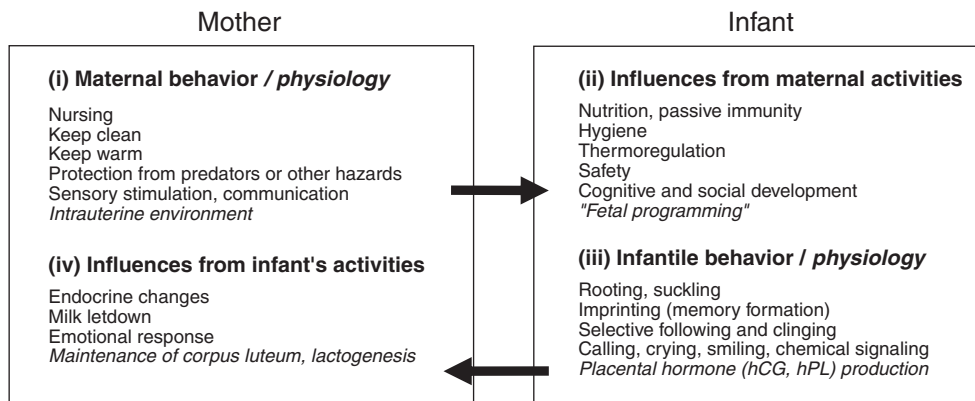 Mother
(i) Maternal behavior / physiology
Nursing
Keep clean
Keep warm
Protection from predators or other hazards
Sensory stimulation, communication
Intrauterine environment
(iv) Influences from infant's activities
Endocrine changes
Milk letdown
Emotional response
Maintenance of corpus luteum, lactogenesis
Infant
(ii) Influences from maternal activities
Nutrition, passive immunity
Hygiene
Thermoregulation
Safety
Cognitive and social development
"Fetal programming"
(iii) Infantile behavior / physiology
Rooting, suckling
Imprinting (memory formation)
Selective following and clinging
Calling, crying, smiling, chemical signaling
Placental hormone (hCG, hPL) production